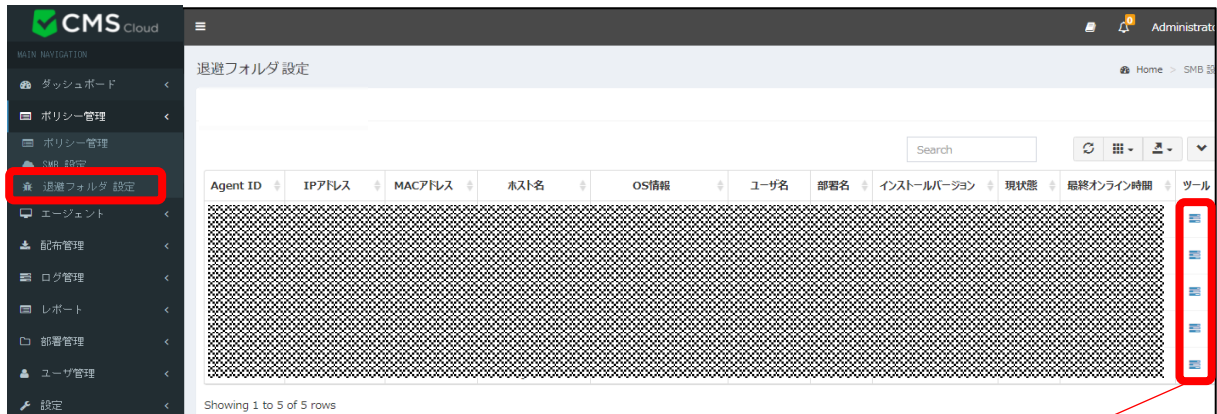 CMS Cloud
0
Administrato
MAIN NAVIGATION
退避フォルダ 設定
Home > SMB 設
ダッシュボード
ポリシー管理
ポリシー管理
SMB 設定
退避フォルダ 設定
エージェント
配布管理
ログ管理
レポート
部署管理
ユーザ管理
設定
Search
Agent ID IPアドレス MACアドレス ホスト名 OS情報 ユーザ名 部署名 インストールバージョン 現状態 最終オンライン時間 ツール
Showing 1 to 5 of 5 rows